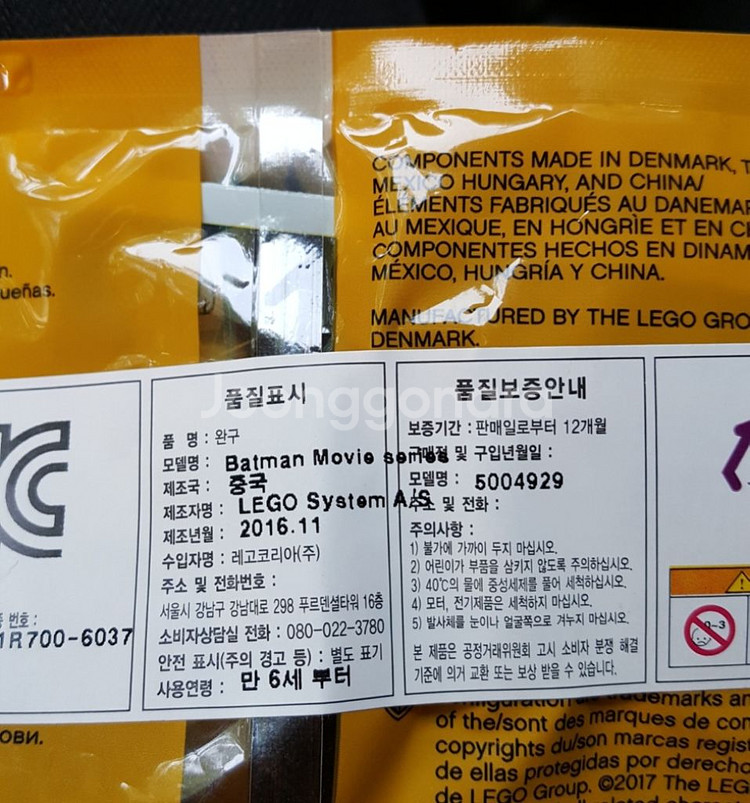 n.
ueñas.
COMPONENTS MADE IN DENMARK,
MEXICO HUNGARY, AND CHINA/
ÉLÉMENTS FABRIQUÉS AU DANEMAR
AU MEXIQUE, EN HONGRIE ET EN CH
COMPONENTES HECHOS EN DINAM
MÉXICO, HUNGRÍA Y CHINA.
MANUFACTURED BY THE LEGO GRO
DENMARK.
Joonggonara
품질표시
품 명 : 완구
모델명 : Batman Movie series
제조국 : 중국
제조자명 : LEGO System A/S
제조년월 : 2016.11
수입자명 : 레고코리아(주)
주소 및 전화번호 :
서울시 강남구 강남대로 298 푸르덴셜타워 16층
소비자상담실 전화 : 080-022-3780
안전 표시(주의 경고 등) : 별도 표기
사용연령 : 만 6세 부터
품질보증안내
보증기간 : 판매일로부터 12개월
구매점 및 구입년월일 :
모델명 : 5004929
주소 및 전화 :
주의사항 :
1) 불가에 가까이 두지 마십시오.
2) 어린이가 부품을 삼키지 않도록 주의하십시오.
3) 40℃의 물에 중성세제를 풀어 세척하십시오.
4) 모터, 전기제품은 세척하지 마십시오.
5) 발사체를 눈이나 얼굴쪽으로 겨누지 마십시오.
본 제품은 공정거래위원회 고시 소비자 분쟁 해결
기준에 의거 교환 또는 보상 받을 수 있습니다.
번호 :
1R700-6037
0-3
ОВИ.
nfiguration are trademarks an
of the/sont des marques de con
copyrights du/son marcas regist
de ellas protegidas por derecho
de LEGO Group. ©2017 The LEG